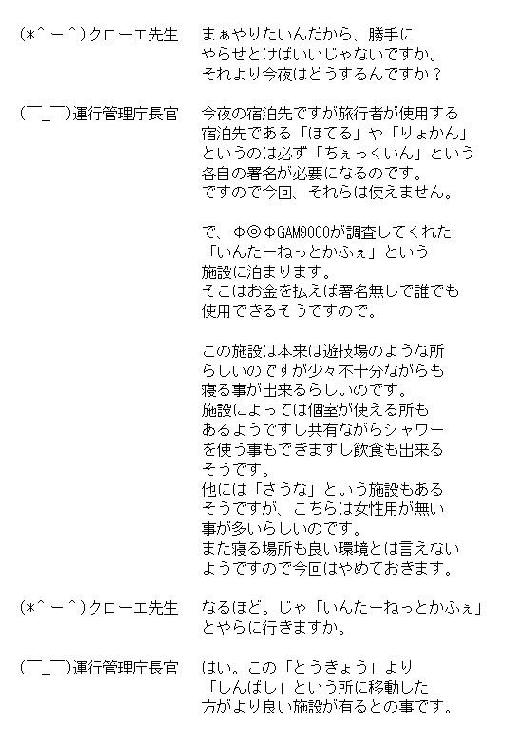 (*＾ー＾)クローエ先生　まぁやりたいんだから、勝手に
やらせとけばいいじゃないですか。
それより今夜はどうするんですか？
(￣_￣)運行管理庁長官　今夜の宿泊先ですが旅行者が使用する
宿泊先である「ほてる」や「りょかん」
というのは必ず「ちぇっくいん」という
各自の署名が必要になるのです。
ですので今回、それらは使えません。
で、Φ◎ΦGAM90COが調査してくれた
「いんたーねっとかふぇ」という
施設に泊まります。
そこはお金を払えば署名無しで誰でも
使用できるそうですので。
この施設は本来は遊技場のような所
らしいのですが少々不十分ながらも
寝る事が出来るらしいのです。
施設によっては個室が使える所も
あるようですし共有ながらシャワー
を使う事もできますし飲食も出来る
そうです。
他には「さうな」という施設もある
そうですが、こちらは女性用が無い
事が多いらしいのです。
また寝る場所も良い環境とは言えない
ようですので今回はやめておきます。
(*＾ー＾)クローエ先生　なるほど。じゃ「いんたーねっとかふぇ」
とやらに行きますか。
(￣_￣)運行管理庁長官　はい。この「とうきょう」より
「しんばし」という所に移動した
方がより良い施設が有るとの事です。